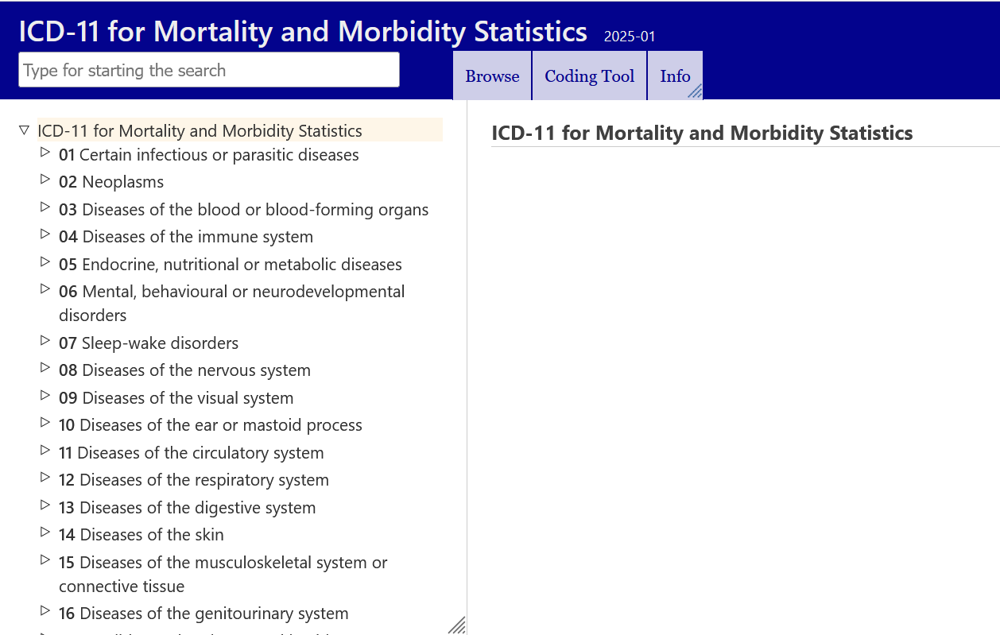 ICD-11 for Mortality and Morbidity Statistics 2025-01
Type for starting the search
Browse
Coding Tool
Info
ICD-11 for Mortality and Morbidity Statistics
01 Certain infectious or parasitic diseases
02 Neoplasms
03 Diseases of the blood or blood-forming organs
04 Diseases of the immune system
05 Endocrine, nutritional or metabolic diseases
06 Mental, behavioural or neurodevelopmental
disorders
07 Sleep-wake disorders
08 Diseases of the nervous system
09 Diseases of the visual system
10 Diseases of the ear or mastoid process
11 Diseases of the circulatory system
12 Diseases of the respiratory system
13 Diseases of the digestive system
14 Diseases of the skin
15 Diseases of the musculoskeletal system or
connective tissue
16 Diseases of the genitourinary system
ICD-11 for Mortality and Morbidity Statistics